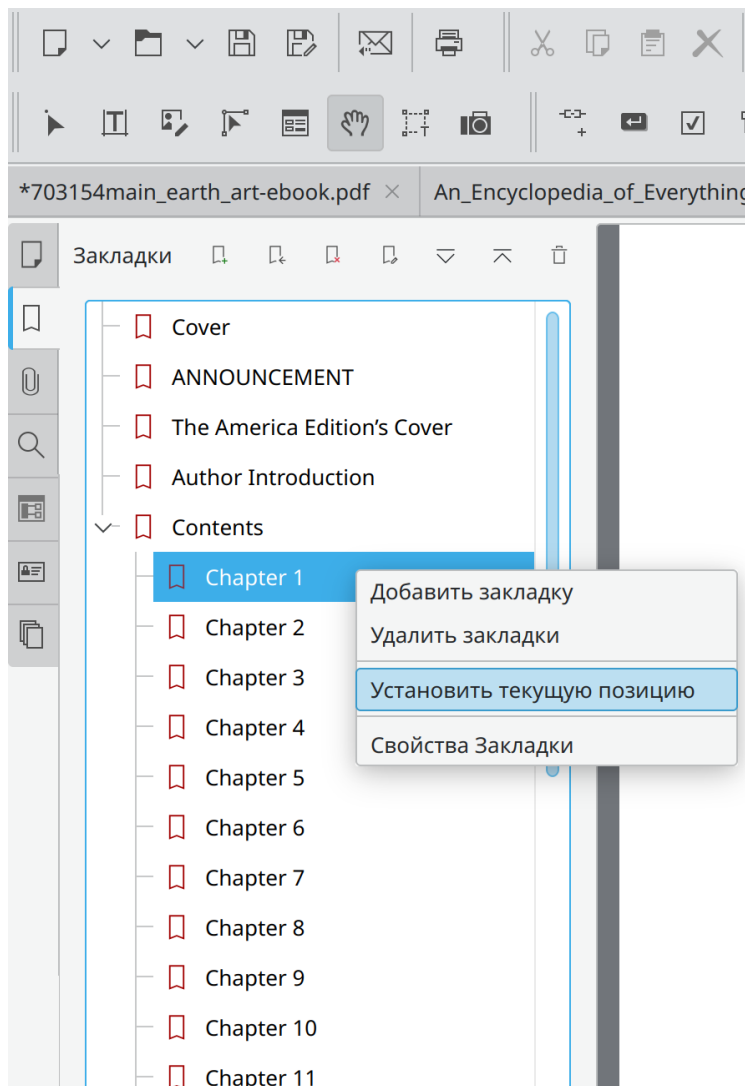 *703154main_earth_art-ebook.pdf
An_Encyclopedia_of_Everything
Закладки
Cover
ANNOUNCEMENT
The America Edition’s Cover
Author Introduction
Contents
Chapter 1
Добавить закладку
Chapter 2
Удалить закладки
Chapter 3
Установить текущую позицию
Chapter 4
Свойства Закладки
Chapter 5
Chapter 6
Chapter 7
Chapter 8
Chapter 9
Chapter 10
Chapter 11